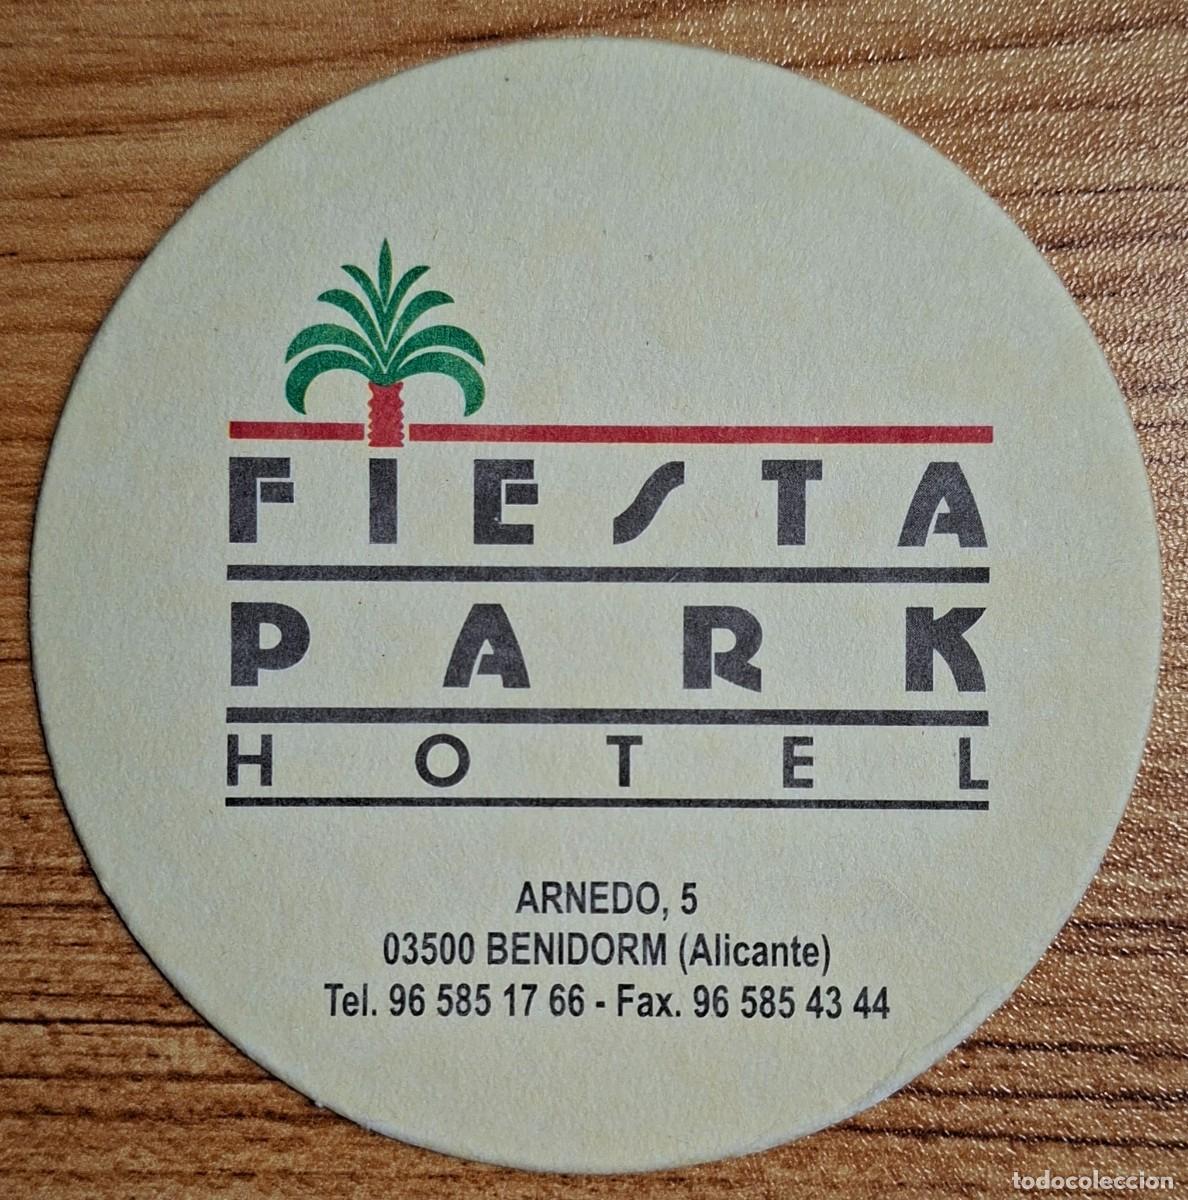 FIESTA
PARK
HOTEL
ARNEDO, 5
03500 BENIDORM (Alicante)
Tel. 96 585 17 66 - Fax. 96 585 43 44
todocoleccion